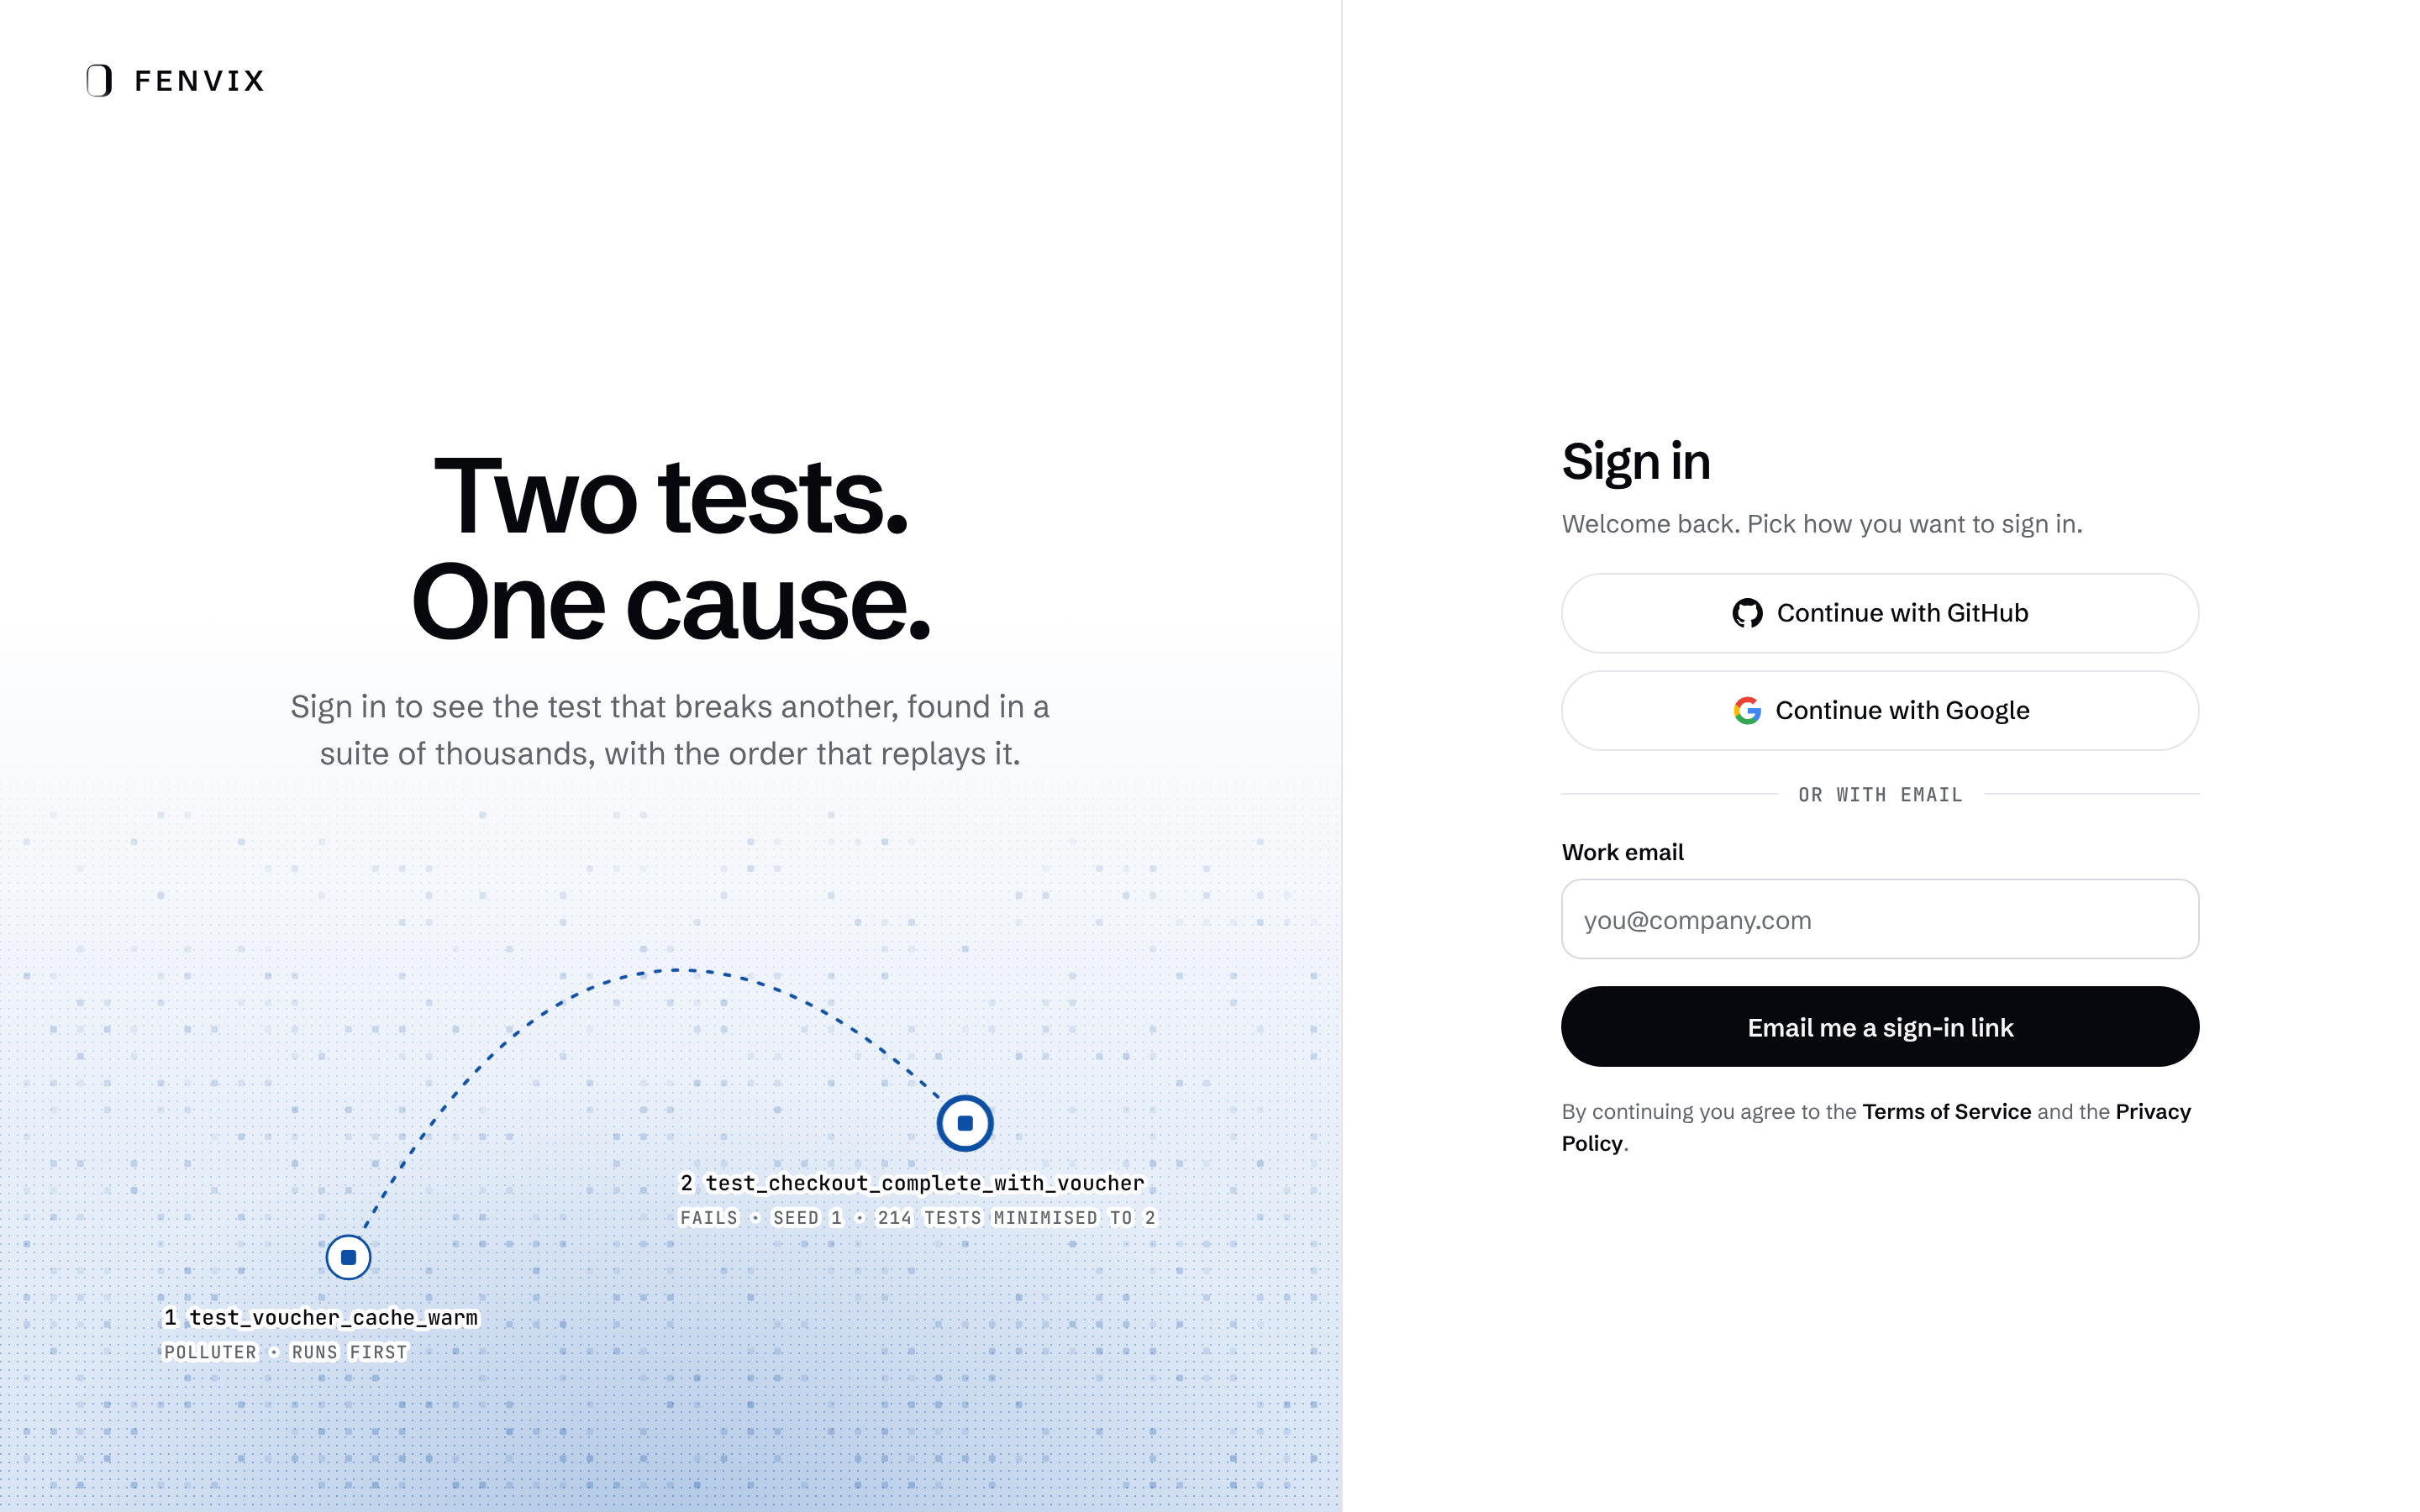 FENVIX
Two tests.
One cause.
Sign in to see the test that breaks another, found in a
suite of thousands, with the order that replays it.
2 test_checkout_complete_with_voucher
FAILS · SEED 1 · 214 TESTS MINIMISED TO 2
1 test_voucher_cache_warm
POLLUTER · RUNS FIRST
Sign in
Welcome back. Pick how you want to sign in.
Continue with GitHub
Continue with Google
OR WITH EMAIL
Work email
you@company.com
Email me a sign-in link
By continuing you agree to the Terms of Service and the Privacy
Policy.